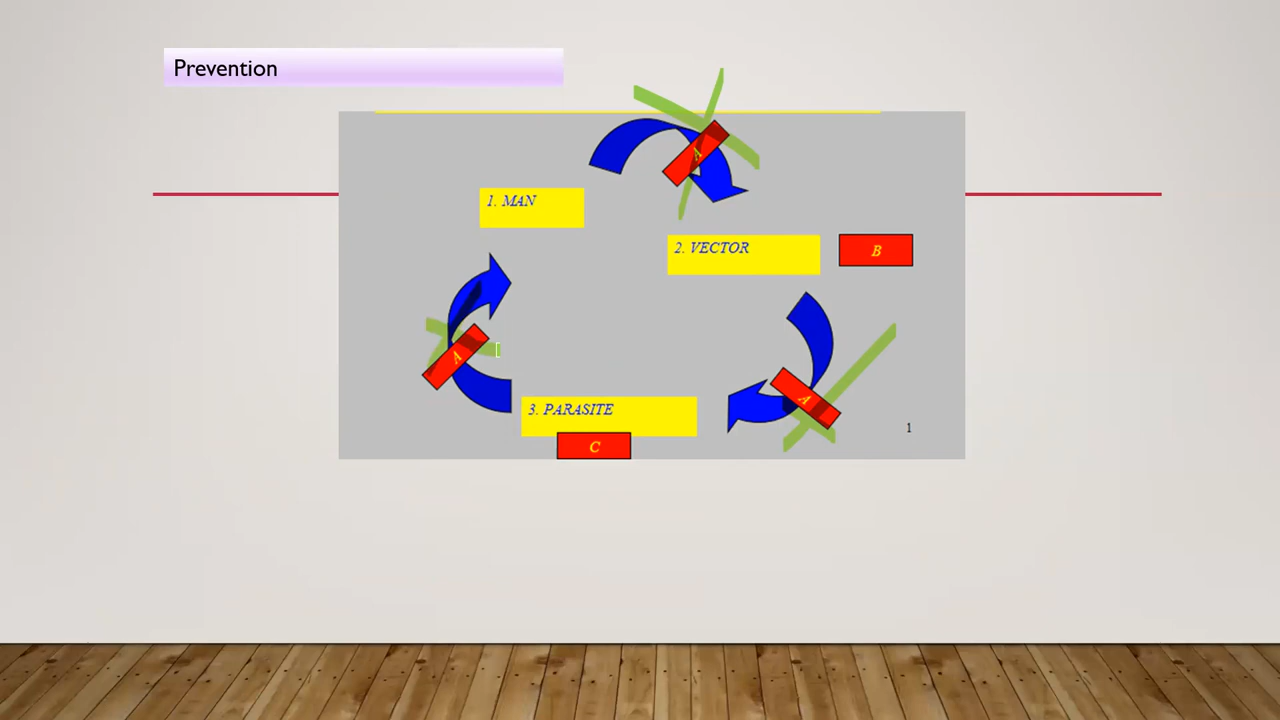 Prevention
A
1. MAN
2. VECTOR
B
A
3. PARASITE
A
C
1